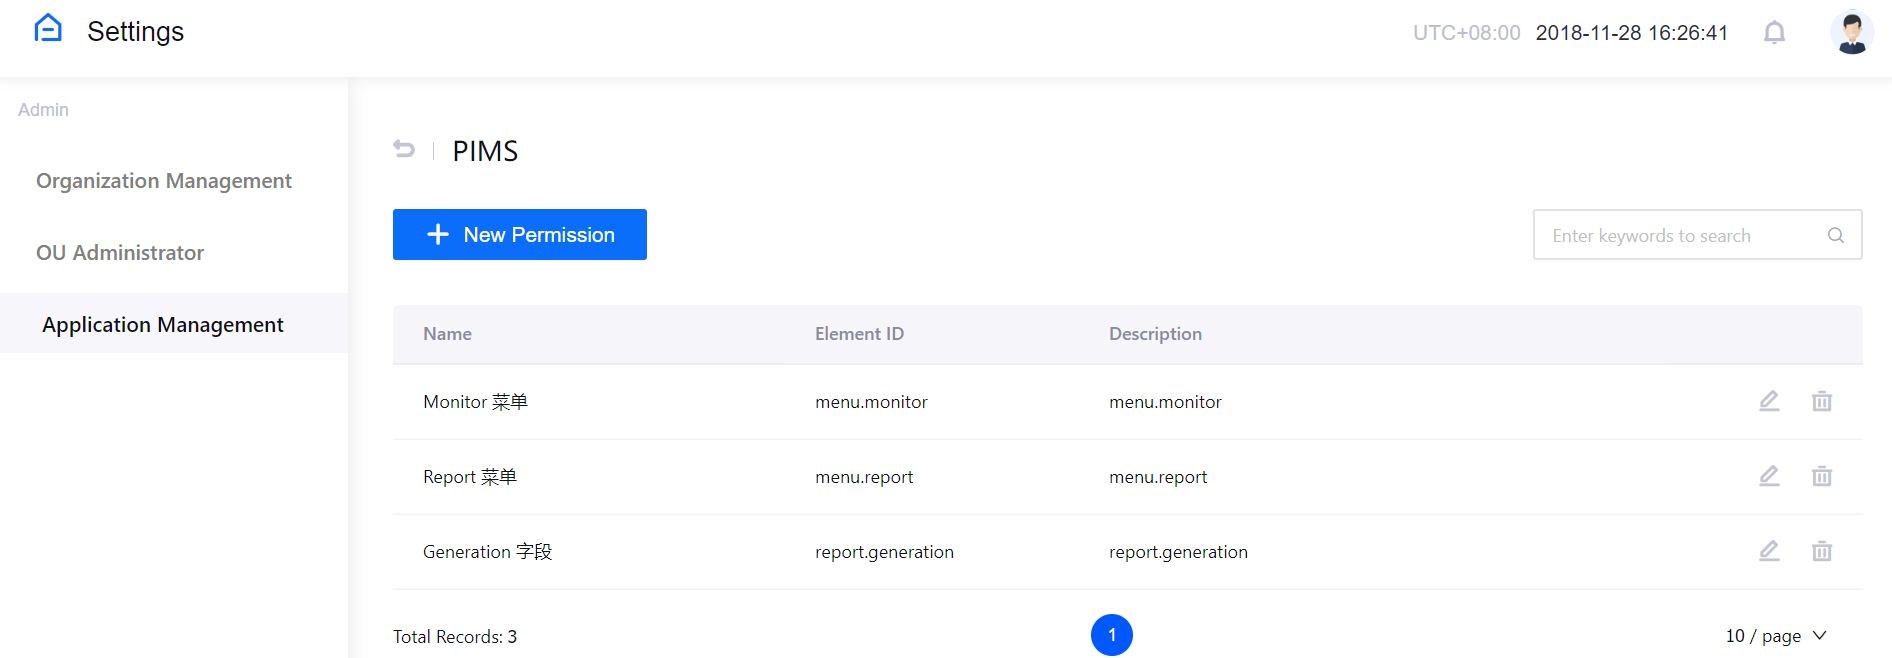 Settings
UTC+08:00 2018-11-28 16:26:41
Admin
Organization Management
OU Administrator
Application Management
PIMS
New Permission
Enter keywords to search
Name Element ID Description
Monitor 菜单 menu.monitor menu.monitor
Report 菜单 menu.report menu.report
Generation 字段 report.generation report.generation
Total Records: 3 1 10 / page